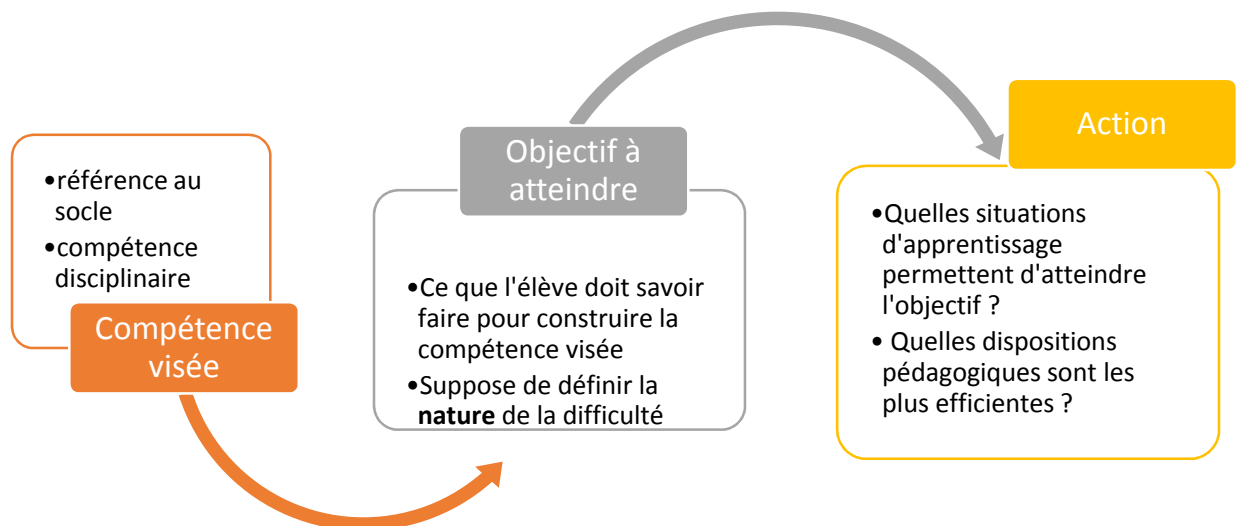 •référence au
socle
•compétence
disciplinaire
Compétence
visée
Objectif à
atteindre
•Ce que l'élève doit savoir
faire pour construire la
compétence visée
•Suppose de définir la
nature de la difficulté
Action
•Quelles situations
d'apprentissage
permettent d'atteindre
l'objectif ?
• Quelles dispositions
pédagogiques sont les
plus efficientes ?